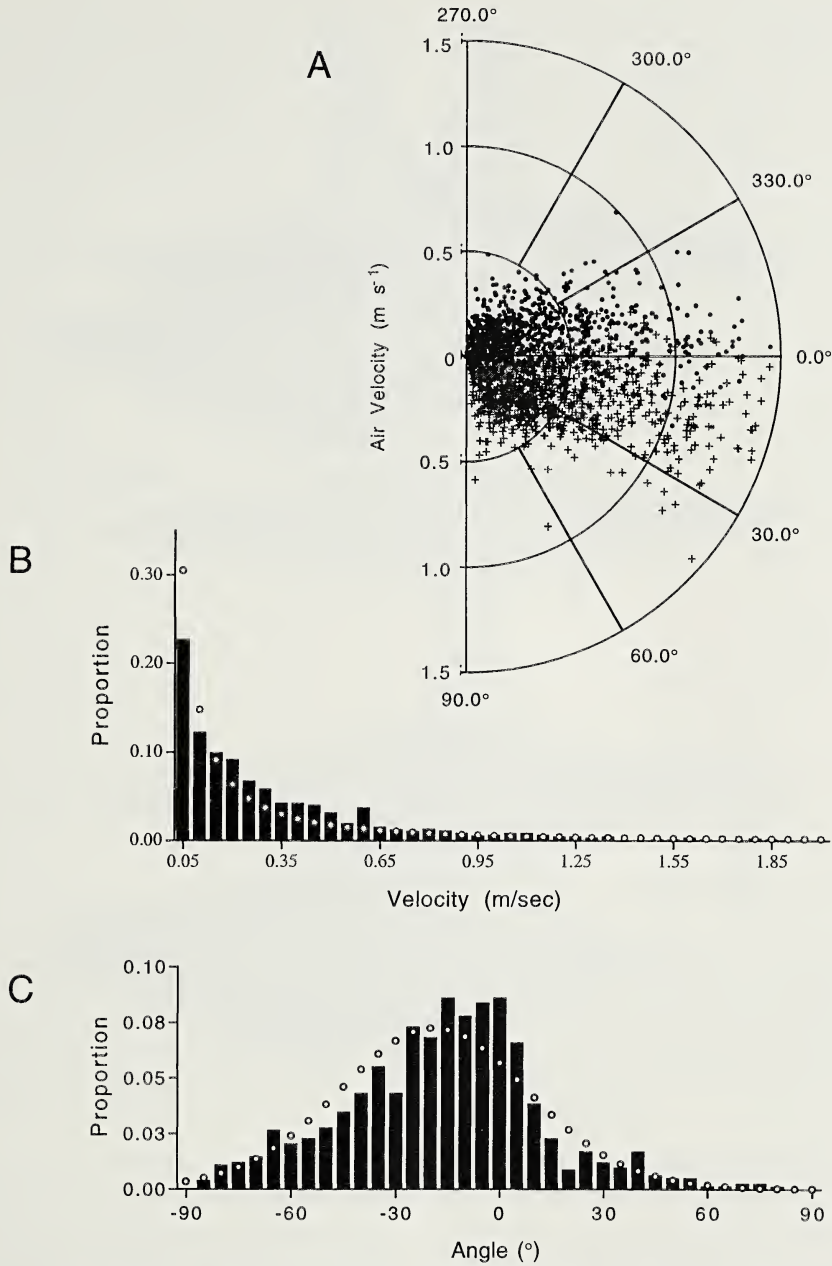 A
270.0°
300.0°
330.0°
0.0°
30.0°
60.0°
90.0°
1.5
1.0
0.5
0
0.5
1.0
1.5
Air Velocity (m s⁻¹)
B
Proportion
0.30
0.20
0.10
0.00
0.05 0.35 0.65 0.95 1.25 1.55 1.85
Velocity (m/sec)
C
Proportion
0.10
0.08
0.05
0.03
0.00
-90 -60 -30 0 30 60 90
Angle (°)